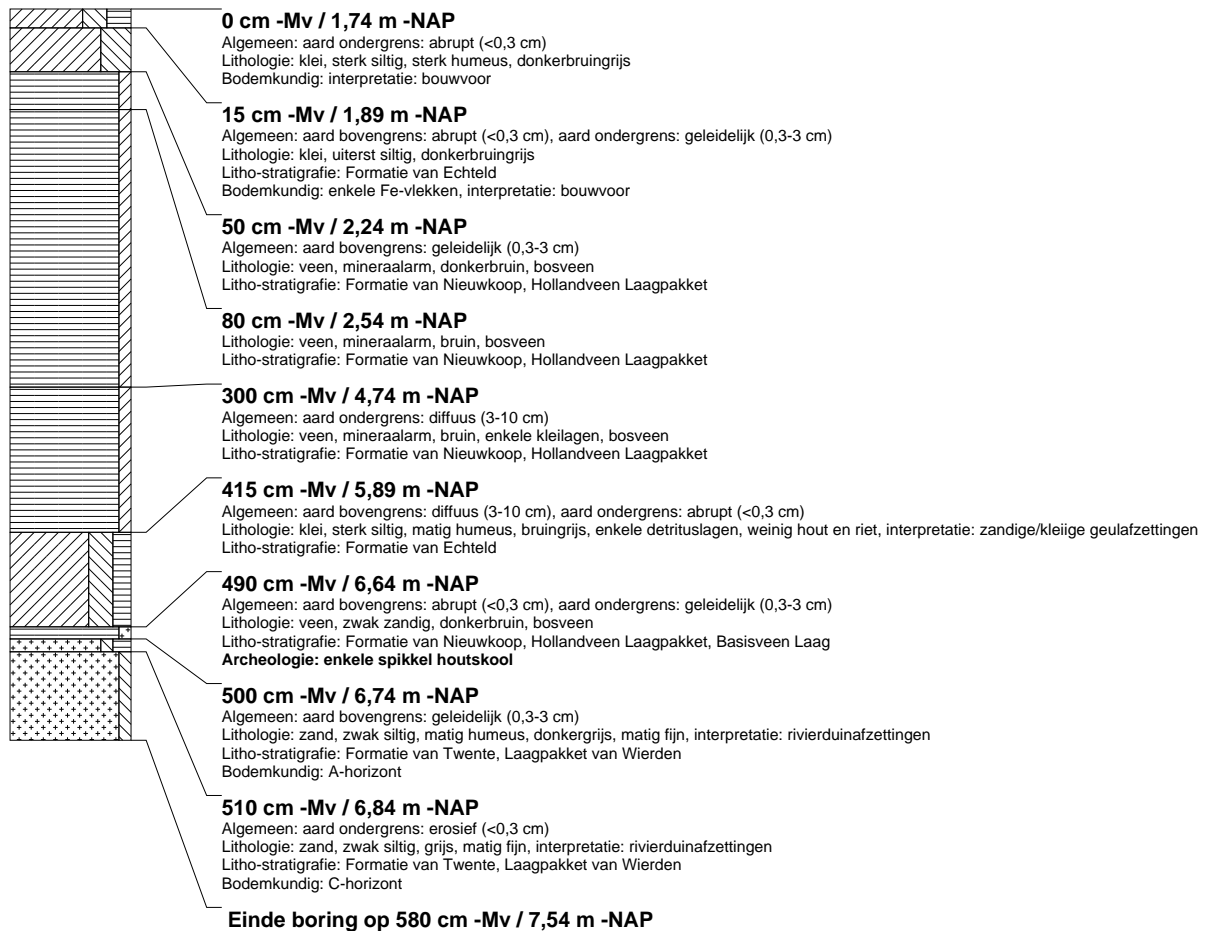 0 cm -Mv / 1,74 m -NAP
Algemeen: aard ondergrens: abrupt (<0,3 cm)
Lithologie: klei, sterk siltig, sterk humeus, donkerbruingrijs
Bodemkundig: interpretatie: bouwvoor
15 cm -Mv / 1,89 m -NAP
Algemeen: aard bovengrens: abrupt (<0,3 cm), aard ondergrens: geleidelijk (0,3-3 cm)
Lithologie: klei, uiterst siltig, donkerbruingrijs
Litho-stratigrafie: Formatie van Echteld
Bodemkundig: enkele Fe-vlekken, interpretatie: bouwvoor
50 cm -Mv / 2,24 m -NAP
Algemeen: aard bovengrens: geleidelijk (0,3-3 cm)
Lithologie: veen, mineraalarm, donkerbruin, bosveen
Litho-stratigrafie: Formatie van Nieuwkoop, Hollandveen Laagpakket
80 cm -Mv / 2,54 m -NAP
Lithologie: veen, mineraalarm, bruin, bosveen
Litho-stratigrafie: Formatie van Nieuwkoop, Hollandveen Laagpakket
300 cm -Mv / 4,74 m -NAP
Algemeen: aard ondergrens: diffuus (3-10 cm)
Lithologie: veen, mineraalarm, bruin, enkele kleilagen, bosveen
Litho-stratigrafie: Formatie van Nieuwkoop, Hollandveen Laagpakket
415 cm -Mv / 5,89 m -NAP
Algemeen: aard bovengrens: diffuus (3-10 cm), aard ondergrens: abrupt (<0,3 cm)
Lithologie: klei, sterk siltig, matig humeus, bruingrijs, enkele detrituslagen, weinig hout en riet, interpretatie: zandige/kleiige geulafzettingen
Litho-stratigrafie: Formatie van Echteld
490 cm -Mv / 6,64 m -NAP
Algemeen: aard bovengrens: abrupt (<0,3 cm), aard ondergrens: geleidelijk (0,3-3 cm)
Lithologie: veen, zwak zandig, donkerbruin, bosveen
Litho-stratigrafie: Formatie van Nieuwkoop, Hollandveen Laagpakket, Basisveen Laag
Archeologie: enkele spikkel houtskool
500 cm -Mv / 6,74 m -NAP
Algemeen: aard bovengrens: geleidelijk (0,3-3 cm)
Lithologie: zand, zwak siltig, matig humeus, donkergrijs, matig fijn, interpretatie: rivierduinafzettingen
Litho-stratigrafie: Formatie van Twente, Laagpakket van Wierden
Bodemkundig: A-horizont
510 cm -Mv / 6,84 m -NAP
Algemeen: aard ondergrens: erosief (<0,3 cm)
Lithologie: zand, zwak siltig, grijs, matig fijn, interpretatie: rivierduinafzettingen
Litho-stratigrafie: Formatie van Twente, Laagpakket van Wierden
Bodemkundig: C-horizont
Einde boring op 580 cm -Mv / 7,54 m -NAP